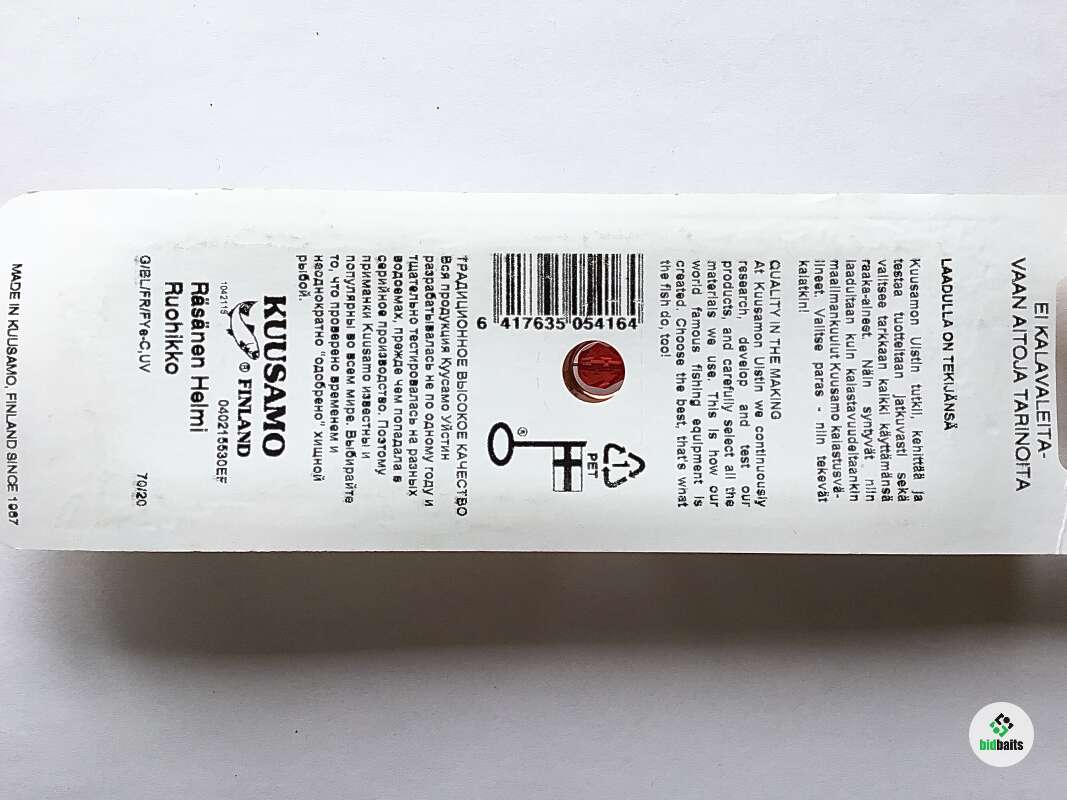 EI KALAVALEITA-
VAAN AITOJA TARINOITA
LAADULLA ON TEKIJÄNSÄ
Kuusamon Uistin tutkii, kehittää ja
testaa tuotteitaan jatkuvasti sekä
valitsee tarkkaan kaikki käyttämänsä
raaka-aineet. Näin syntyvät niin
laadultaan kuin kalastavuudeltaankin
maailmankulut Kuusamo kalastusvä-
lineet. Valitse paras - niin tekevät
kalatkin!
QUALITY IN THE MAKING
At Kuusamon Uistin we continuously
research, develop and test our
products, and carefully select all the
materials we use. This is how our
world famous fishing equipment is
created. Choose the best, that's what
the fish do, too!
6 417635 054164
1
PET
®
ТРАДИЦИОННОЕ ВЫСОКОЕ КАЧЕСТВО
Вся продукция Куусамо Уйстин
разрабатывалась не по одному году и
тщательно тестировалась на разных
водоемах, прежде чем попадала в
серийное производство. Поэтому
приманки Kuusamo известны и
популярны во всем мире. Выбирайте
то, что проверено временем и
неоднократно "одобрено" хищной
рыбой.
KUUSAMO
® FINLAND
1042115
040215530EF
Räsänen Helmi
Ruohikko
G/BL/FR/FYe-C,UV
70/20
MADE IN KUUSAMO, FINLAND SINCE 1967
bidbaits